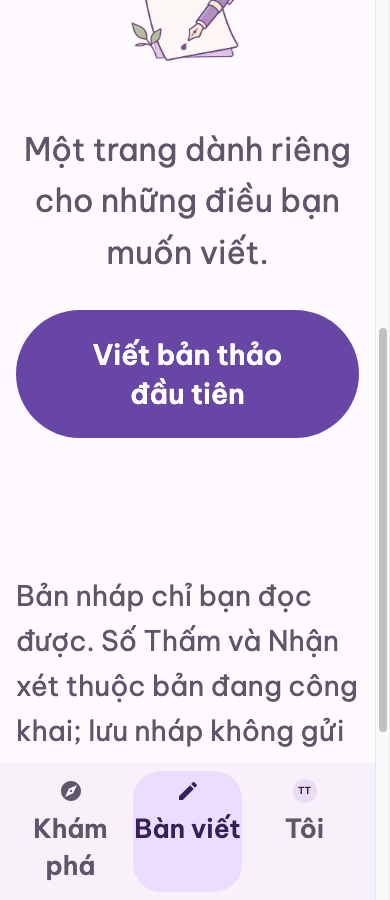 Một trang dành riêng
cho những điều bạn
muốn viết.
Viết bản thảo
đầu tiên
Bản nháp chỉ bạn đọc
được. Số Thấm và Nhận
xét thuộc bản đang công
khai; lưu nháp không gửi
Khám
phá
Bàn viết
TT
Tôi